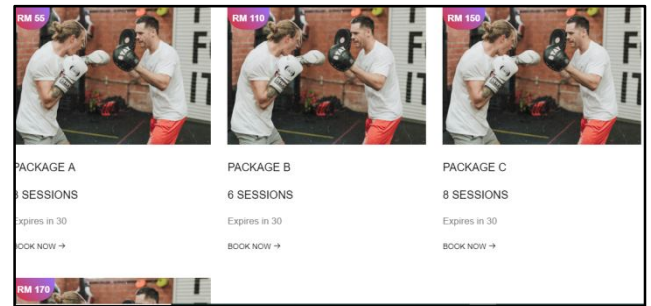 RM 55
RM 110
RM 150
PACKAGE A
PACKAGE B
PACKAGE C
SESSIONS
6 SESSIONS
8 SESSIONS
Expires in 30
Expires in 30
Expires in 30
BOOK NOW →
BOOK NOW →
BOOK NOW →
RM 170